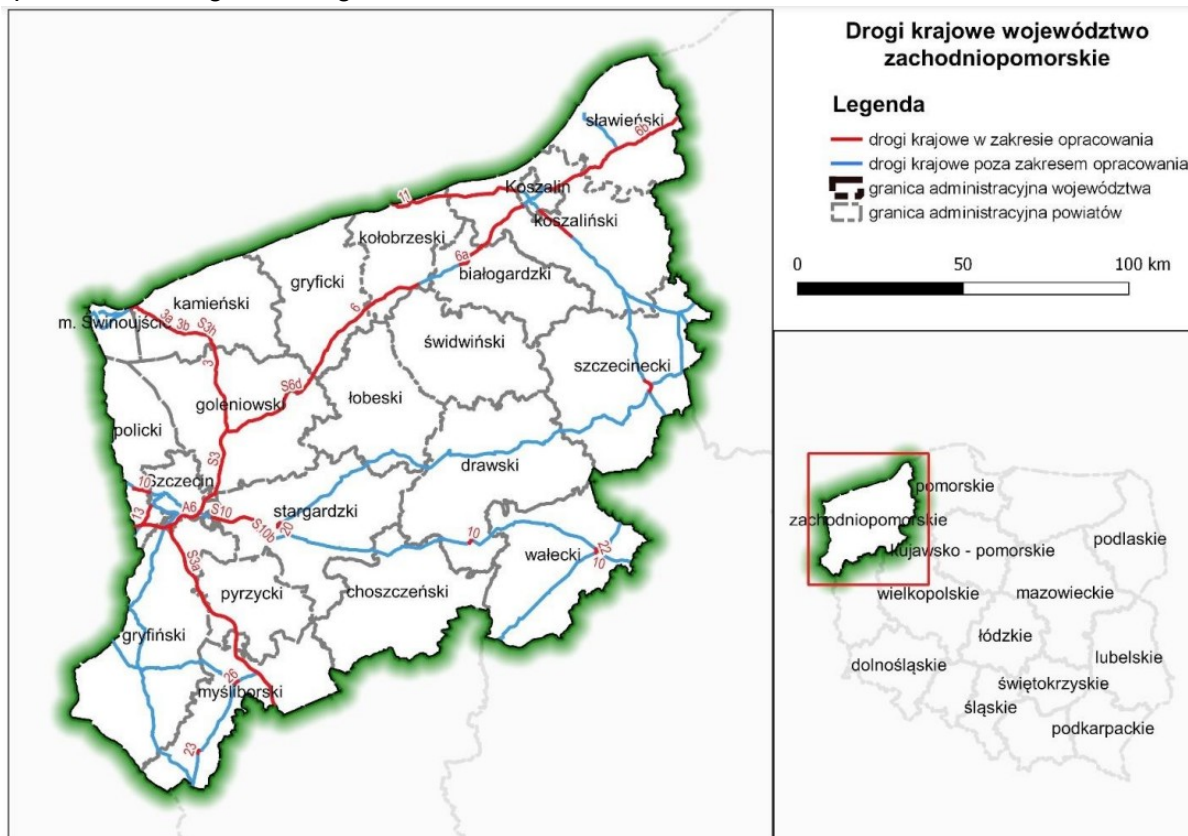 Drogi krajowe województwo
zachodniopomorskie
Legenda
drogi krajowe w zakresie opracowania
drogi krajowe poza zakresem opracowania
granica administracyjna województwa
granica administracyjna powiatów
0
50
100 km
sławieński
6b
Koszalin
11
koszaliński
kołobrzeski
6a
białogardzki
gryficki
6
kamieński
m. Świnoujście
3a
3b
S3h
3
świdwiński
szczecinecki
S6d
goleniowski
łobeski
policki
S3
drawski
Szczecin
10
A6
S10
13
S10b
20
stargardzki
10
22
10
wałecki
S3a
pyrzycki
choszczeński
gryfiński
26
myśliborski
23
pomorskie
zachodniopomorskie
podlaskie
kujawsko - pomorskie
wielkopolskie
mazowieckie
łódzkie
dolnośląskie
lubelskie
świętokrzyskie
śląskie
podkarpackie